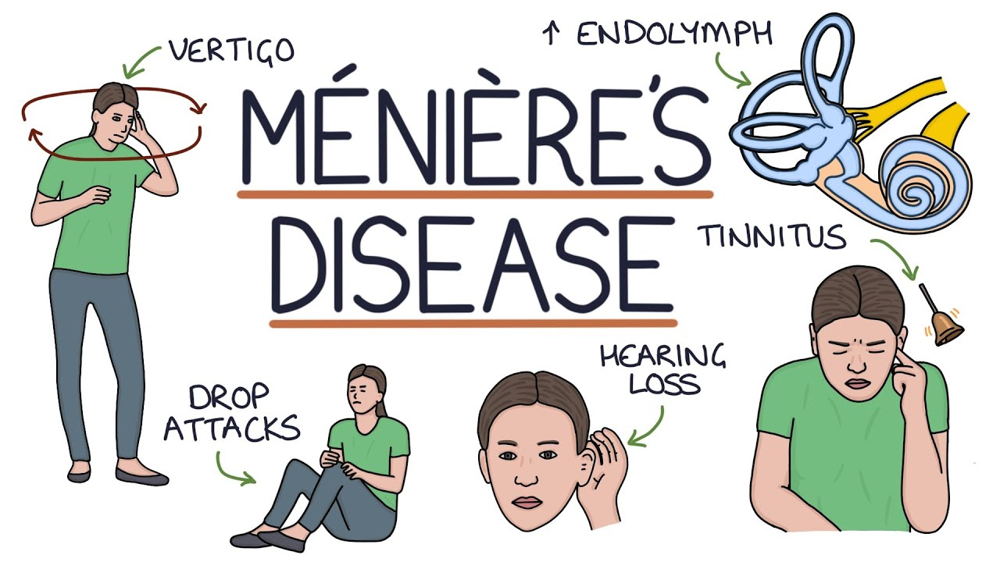 VERTIGO
↑ ENDOLYMPH
MÉNIÈRE'S
DISEASE
TINNITUS
HEARING
LOSS
DROP
ATTACKS